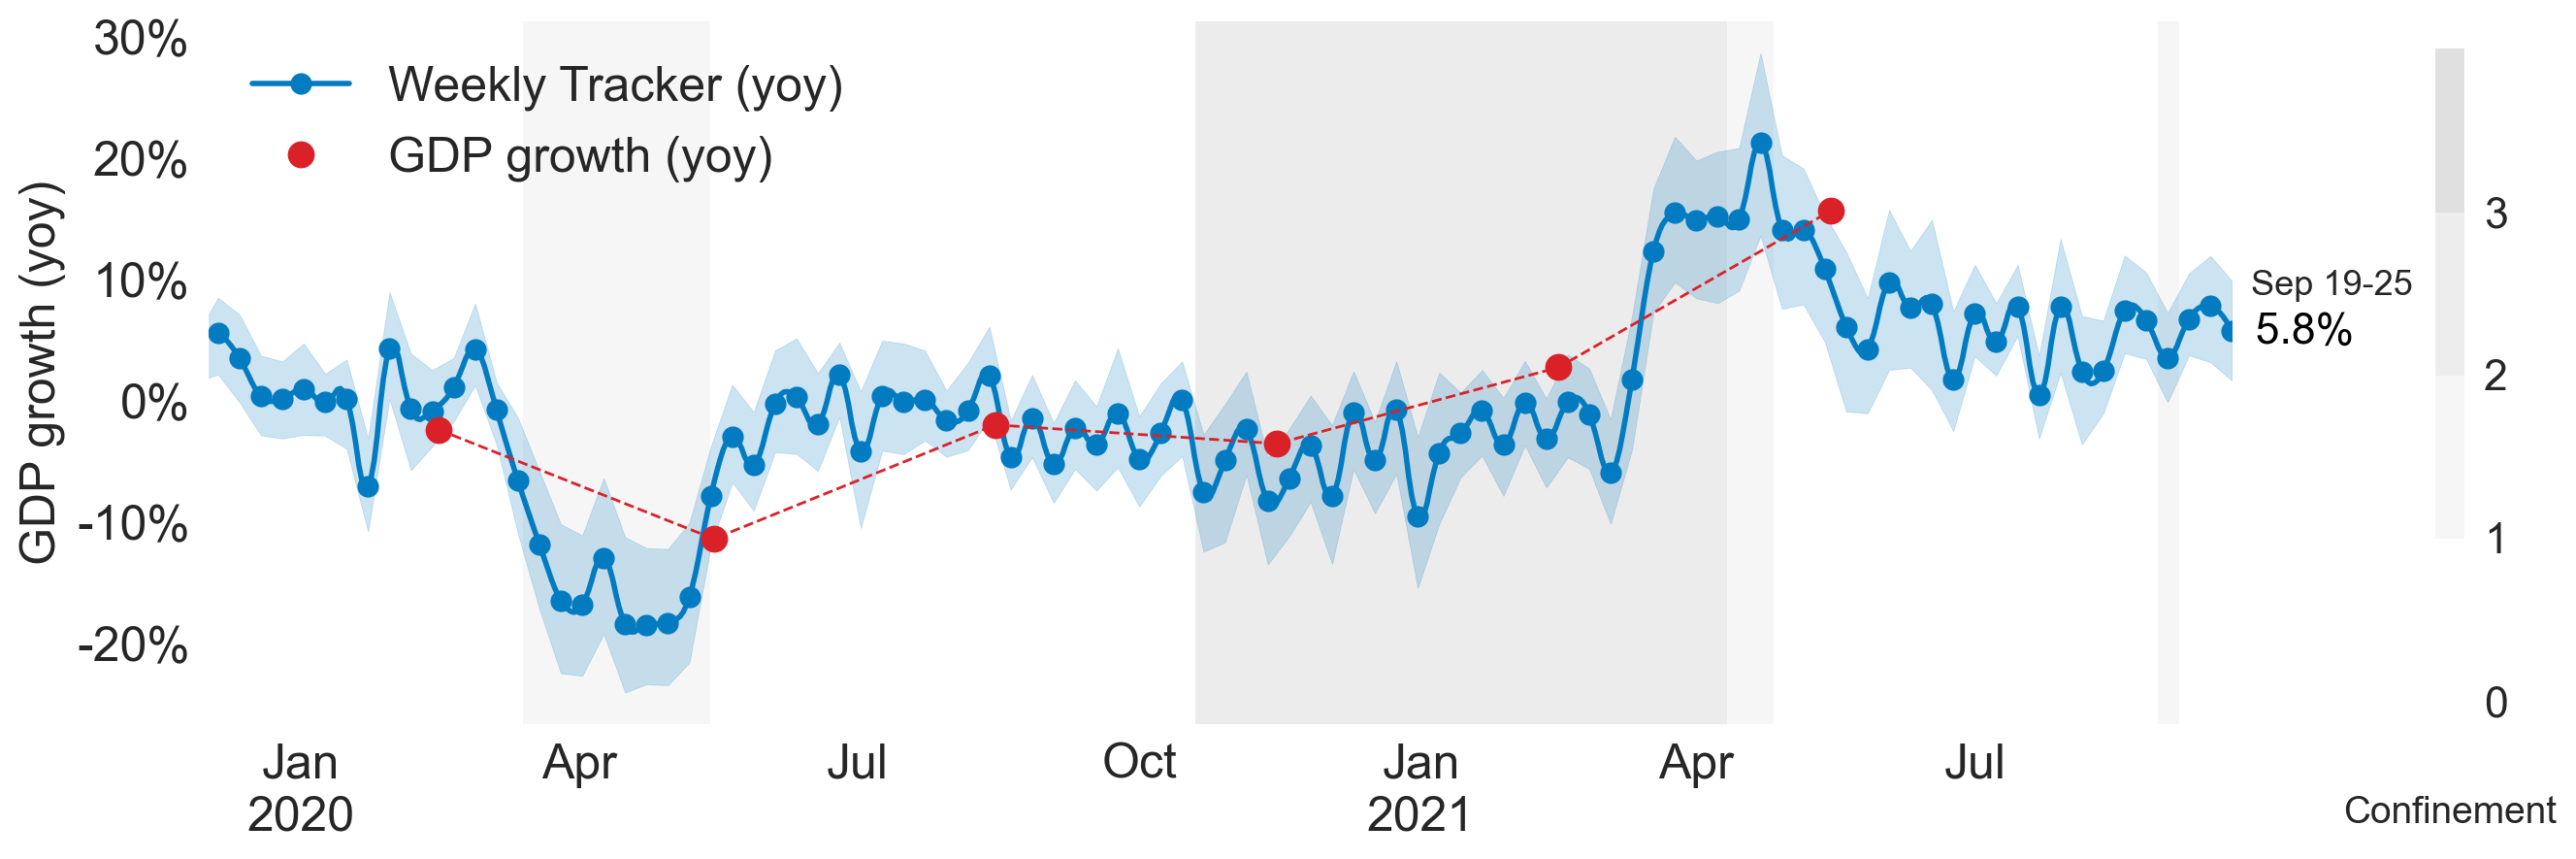 30%
20%
10%
0%
-10%
-20%
GDP growth (yoy)
Weekly Tracker (yoy)
GDP growth (yoy)
Sep 19-25
5.8%
3
2
1
0
Jan Apr Jul Oct Jan Apr Jul
2020 2021
Confinement